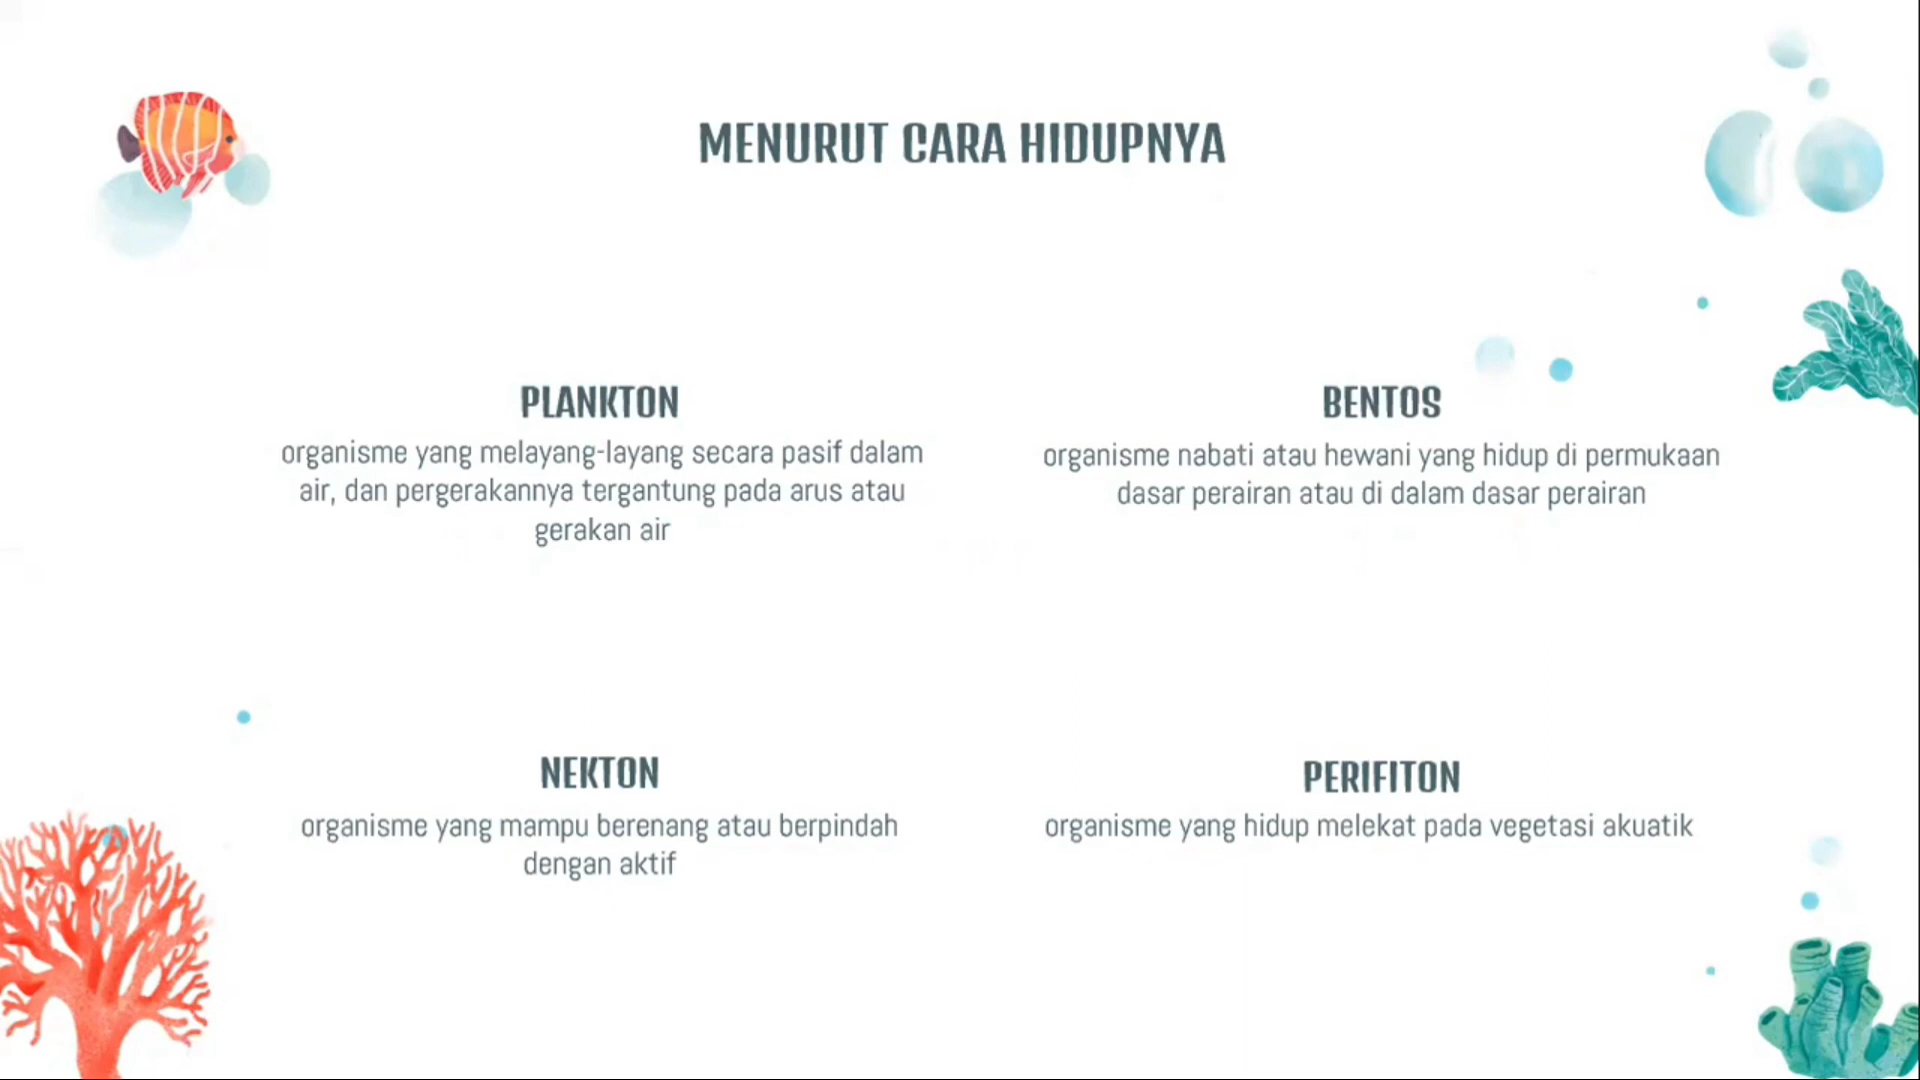 MENURUT CARA HIDUPNYA
PLANKTON
organisme yang melayang-layang secara pasif dalam
air, dan pergerakannya tergantung pada arus atau
gerakan air
BENTOS
organisme nabati atau hewani yang hidup di permukaan
dasar perairan atau di dalam dasar perairan
NEKTON
organisme yang mampu berenang atau berpindah
dengan aktif
PERIFITON
organisme yang hidup melekat pada vegetasi akuatik